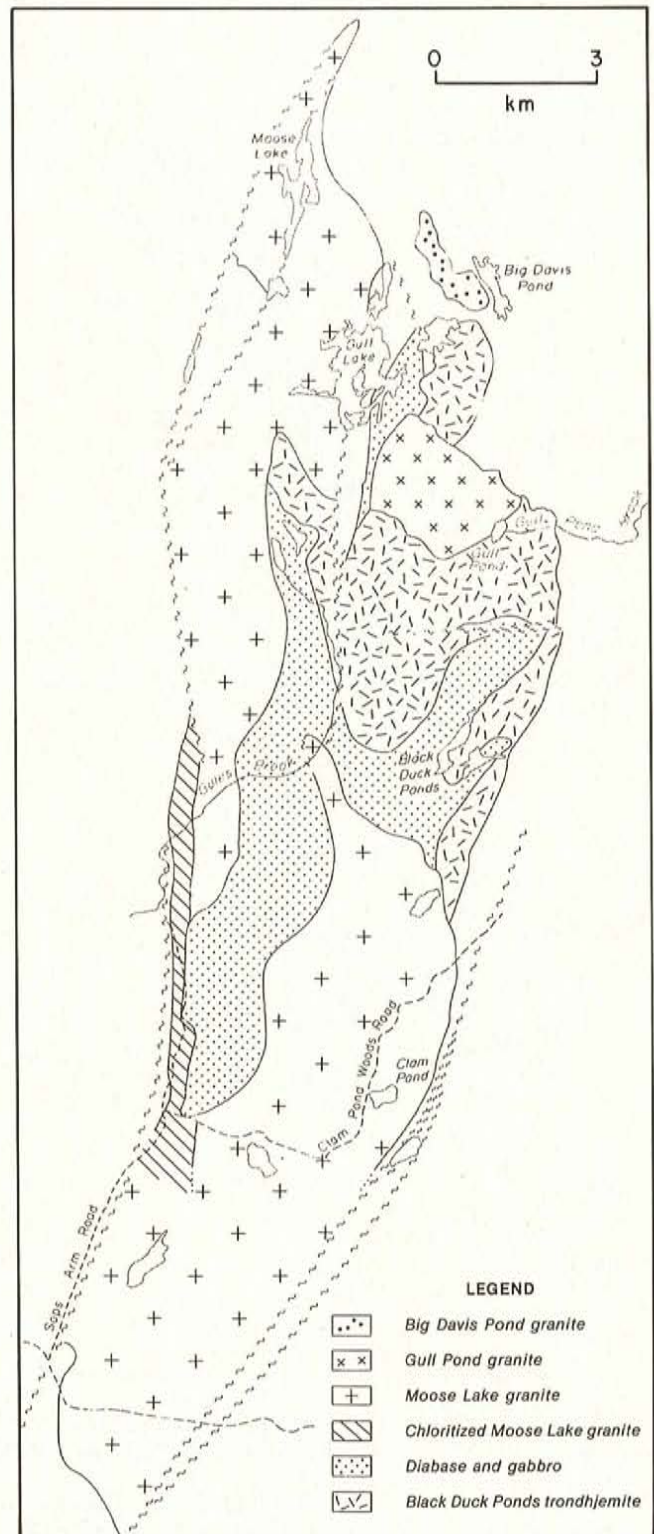 0 3
km
Moose
Lake
Big Davis
Pond
Gull
Lake
Gull Pond Brook
Gull
Pond
Black
Duck
Ponds
Gull's Brook
Clam Pond Woods Road
Clam
Pond
Sops Arm Road
LEGEND
Big Davis Pond granite
Gull Pond granite
Moose Lake granite
Chloritized Moose Lake granite
Diabase and gabbro
Black Duck Ponds trondhjemite